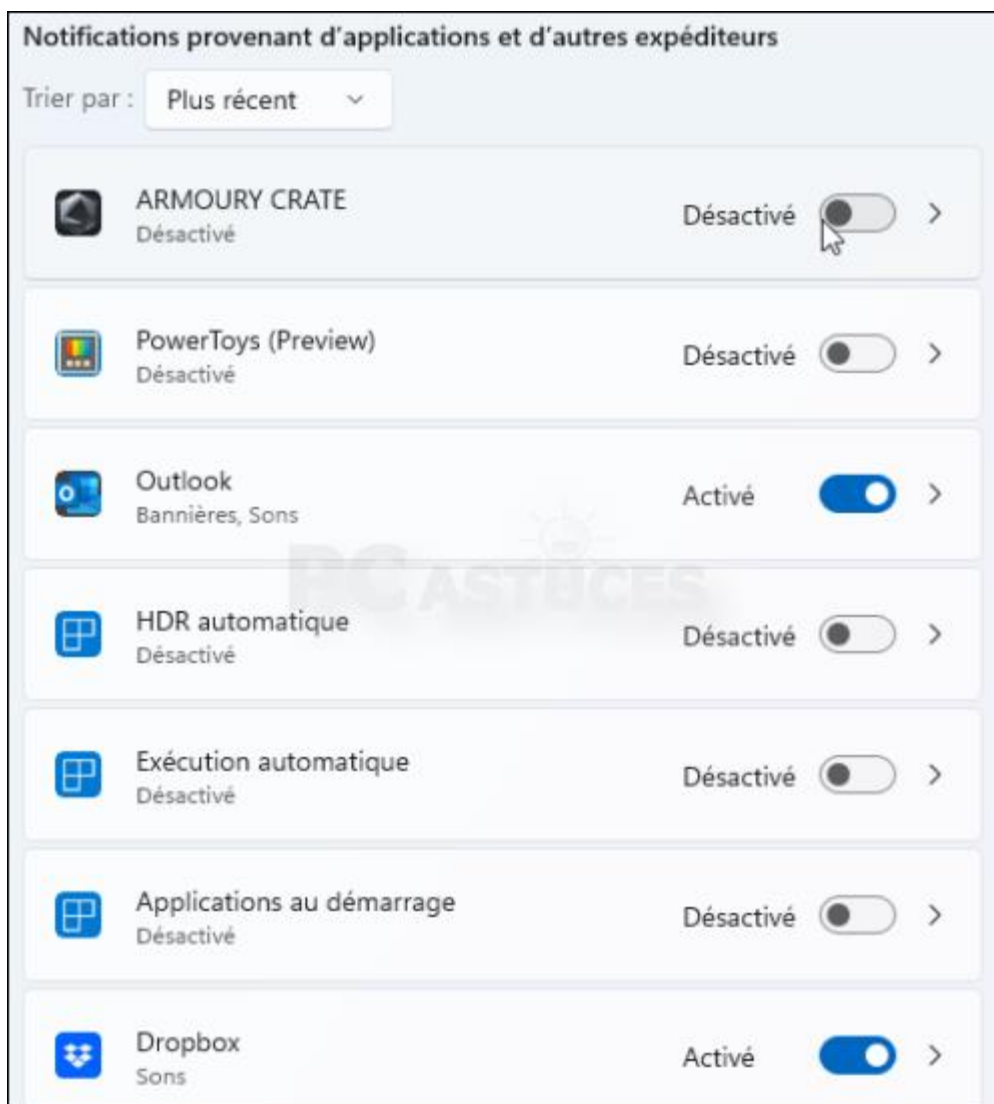 Notifications provenant d'applications et d'autres expéditeurs
Trier par : Plus récent
ARMOURY CRATE
Désactivé
Désactivé
PowerToys (Preview)
Désactivé
Désactivé
Outlook
Bannières, Sons
Activé
PC ASTUCES
HDR automatique
Désactivé
Désactivé
Exécution automatique
Désactivé
Désactivé
Applications au démarrage
Désactivé
Désactivé
Dropbox
Sons
Activé